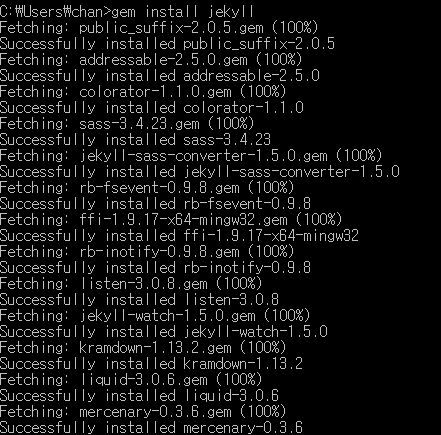 C:₩Users₩chan>gem install jekyll
Fetching: public_suffix-2.0.5.gem (100%)
Successfully installed public_suffix-2.0.5
Fetching: addressable-2.5.0.gem (100%)
Successfully installed addressable-2.5.0
Fetching: colorator-1.1.0.gem (100%)
Successfully installed colorator-1.1.0
Fetching: sass-3.4.23.gem (100%)
Successfully installed sass-3.4.23
Fetching: jekyll-sass-converter-1.5.0.gem (100%)
Successfully installed jekyll-sass-converter-1.5.0
Fetching: rb-fsevent-0.9.8.gem (100%)
Successfully installed rb-fsevent-0.9.8
Fetching: ffi-1.9.17-x64-mingw32.gem (100%)
Successfully installed ffi-1.9.17-x64-mingw32
Fetching: rb-inotify-0.9.8.gem (100%)
Successfully installed rb-inotify-0.9.8
Fetching: listen-3.0.8.gem (100%)
Successfully installed listen-3.0.8
Fetching: jekyll-watch-1.5.0.gem (100%)
Successfully installed jekyll-watch-1.5.0
Fetching: kramdown-1.13.2.gem (100%)
Successfully installed kramdown-1.13.2
Fetching: liquid-3.0.6.gem (100%)
Successfully installed liquid-3.0.6
Fetching: mercenary-0.3.6.gem (100%)
Successfully installed mercenary-0.3.6